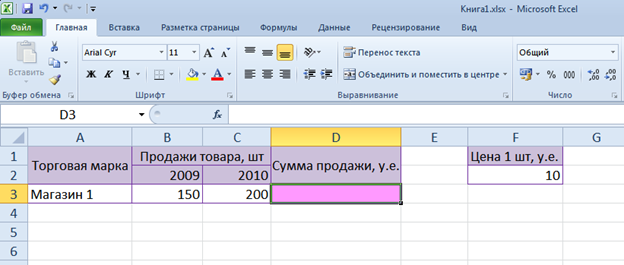 Книга1.xlsx - Microsoft Excel
Файл Главная Вставка Разметка страницы Формулы Данные Рецензирование Вид
Вставить
Буфер обмена
Arial Cyr 11
Ж К Ч
Шрифт
Перенос текста
Объединить и поместить в центре
Выравнивание
Общий
% 000
Число
D3 fx
A B C D E F G
1 Торговая марка Продажи товара, шт Сумма продажи, у.е. Цена 1 шт, у.е.
2 2009 2010 10
3 Магазин 1 150 200
4
5
6